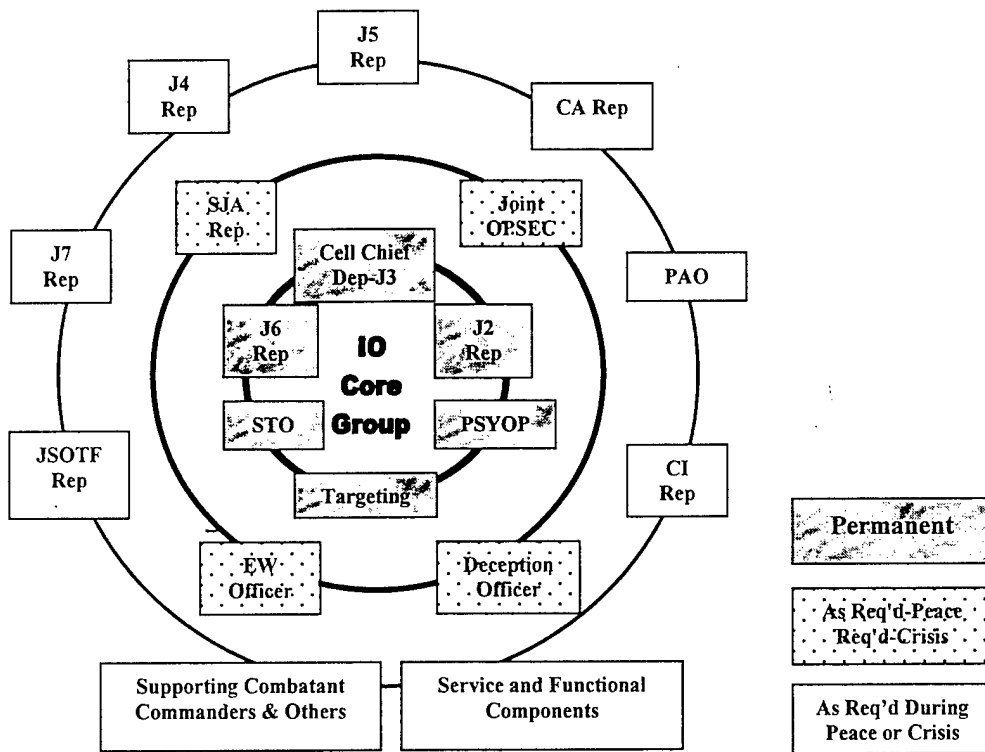 J5
Rep
J4
Rep
CA Rep
SJA
Rep
Joint
OPSEC
J7
Rep
Cell Chief
Dep-J3
PAO
J6
Rep
IO
Core
Group
J2
Rep
STO
PSYOP
JSOTF
Rep
CI
Rep
Targeting
EW
Officer
Deception
Officer
Supporting Combatant
Commanders & Others
Service and Functional
Components
Permanent
As Req'd-Peace
Req'd-Crisis
As Req'd During
Peace or Crisis